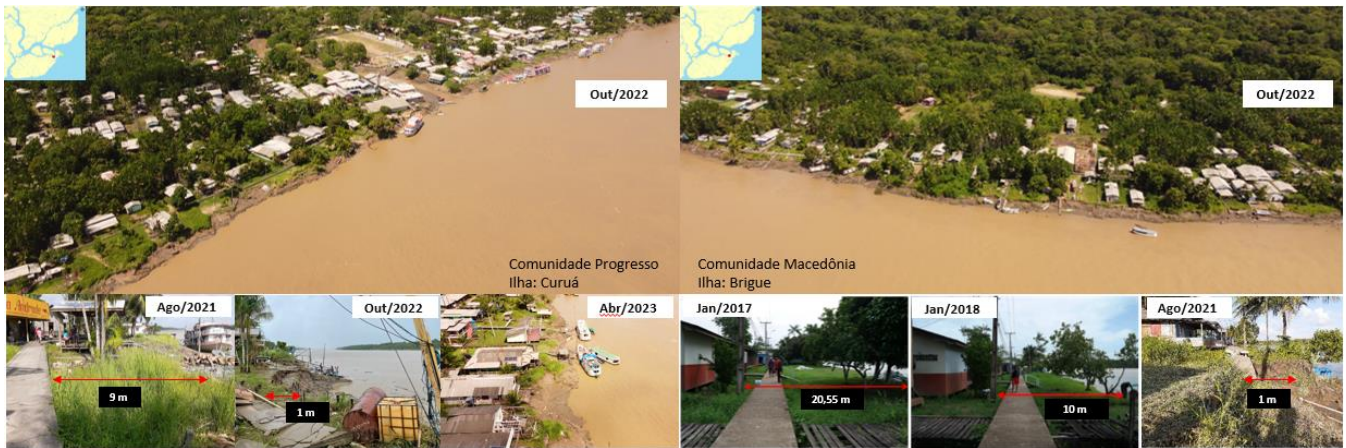 Out/2022
Comunidade Progresso
Ilha: Curuá
Out/2022
Comunidade Macedônia
Ilha: Brigue
Ago/2021
9 m
Out/2022
1 m
Abr/2023
Jan/2017
20,55 m
Jan/2018
10 m
Ago/2021
1 m